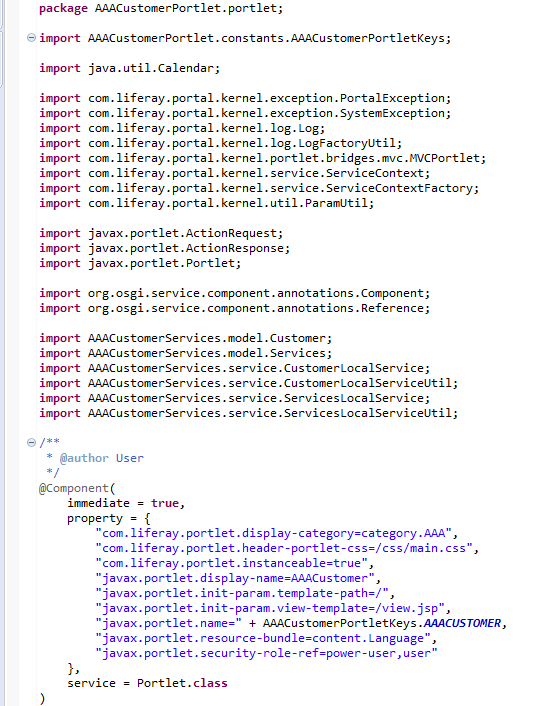 package AAACustomerPortlet.portlet;
import AAACustomerPortlet.constants.AAACustomerPortletKeys;
import java.util.Calendar;
import com.liferay.portal.kernel.exception.PortalException;
import com.liferay.portal.kernel.exception.SystemException;
import com.liferay.portal.kernel.log.Log;
import com.liferay.portal.kernel.log.LogFactoryUtil;
import com.liferay.portal.kernel.portlet.bridges.mvc.MVCPortlet;
import com.liferay.portal.kernel.service.ServiceContext;
import com.liferay.portal.kernel.service.ServiceContextFactory;
import com.liferay.portal.kernel.util.ParamUtil;
import javax.portlet.ActionRequest;
import javax.portlet.ActionResponse;
import javax.portlet.Portlet;
import org.osgi.service.component.annotations.Component;
import org.osgi.service.component.annotations.Reference;
import AAACustomerServices.model.Customer;
import AAACustomerServices.model.Services;
import AAACustomerServices.service.CustomerLocalService;
import AAACustomerServices.service.CustomerLocalServiceUtil;
import AAACustomerServices.service.ServicesLocalService;
import AAACustomerServices.service.ServicesLocalServiceUtil;
/**
 * @author User
 */
@Component(
    immediate = true,
    property = {
        "com.liferay.portlet.display-category=category.AAA",
        "com.liferay.portlet.header-portlet-css=/css/main.css",
        "com.liferay.portlet.instanceable=true",
        "javax.portlet.display-name=AAACustomer",
        "javax.portlet.init-param.template-path=/",
        "javax.portlet.init-param.view-template=/view.jsp",
        "javax.portlet.name=" + AAACustomerPortletKeys.AAACUSTOMER,
        "javax.portlet.resource-bundle=content.Language",
        "javax.portlet.security-role-ref=power-user,user"
    },
    service = Portlet.class
)